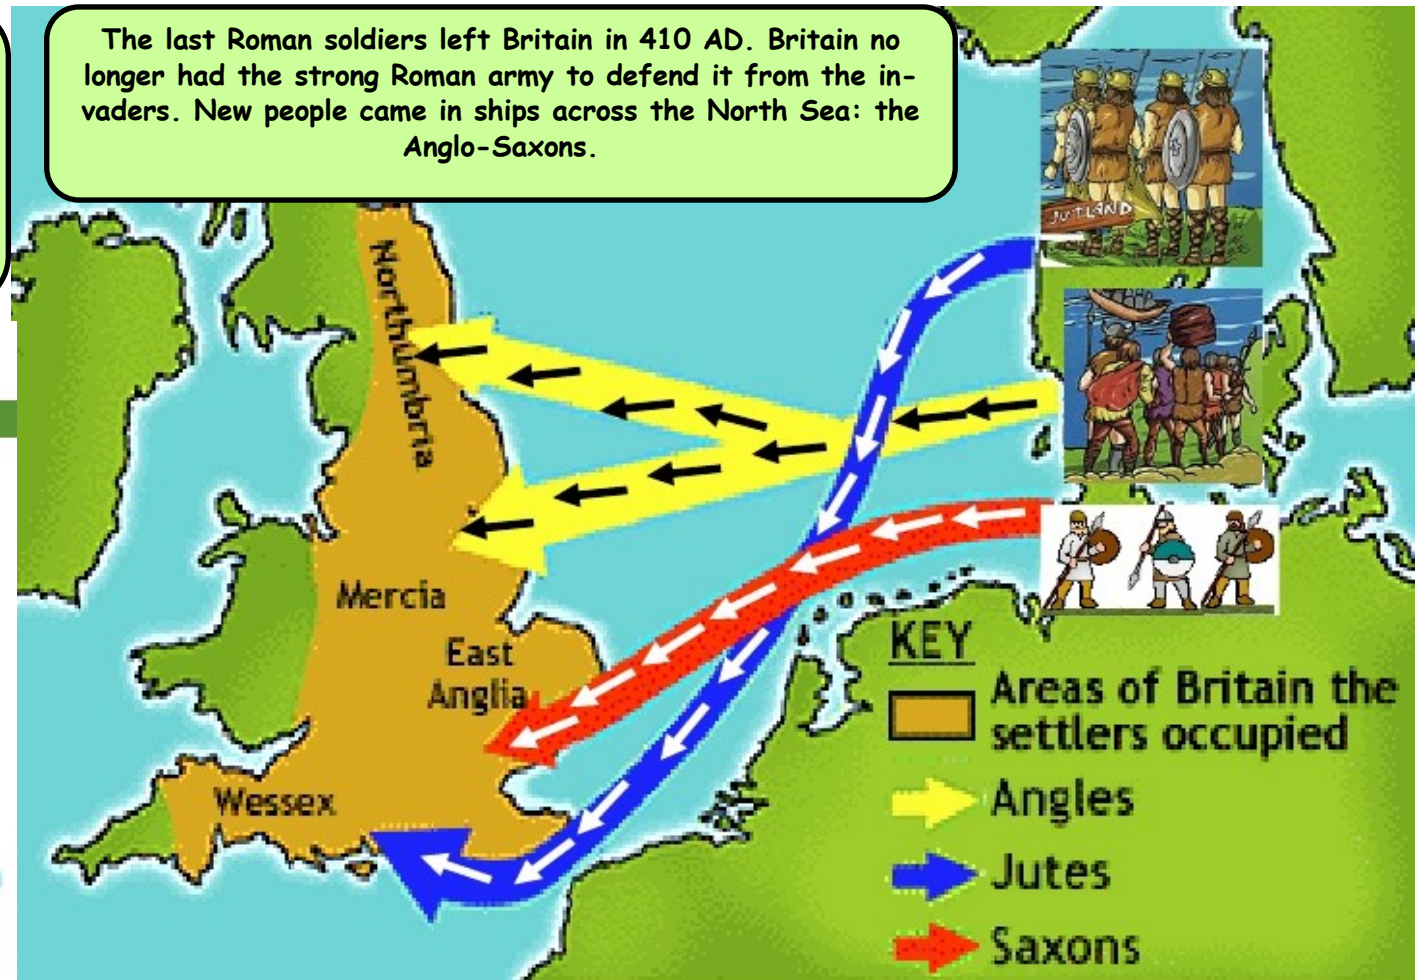 The last Roman soldiers left Britain in 410 AD. Britain no
longer had the strong Roman army to defend it from the in-
vaders. New people came in ships across the North Sea: the
Anglo-Saxons.
JUTLAND
Northumbria
Mercia
East
Anglia
Wessex
KEY
Areas of Britain the
settlers occupied
Angles
Jutes
Saxons